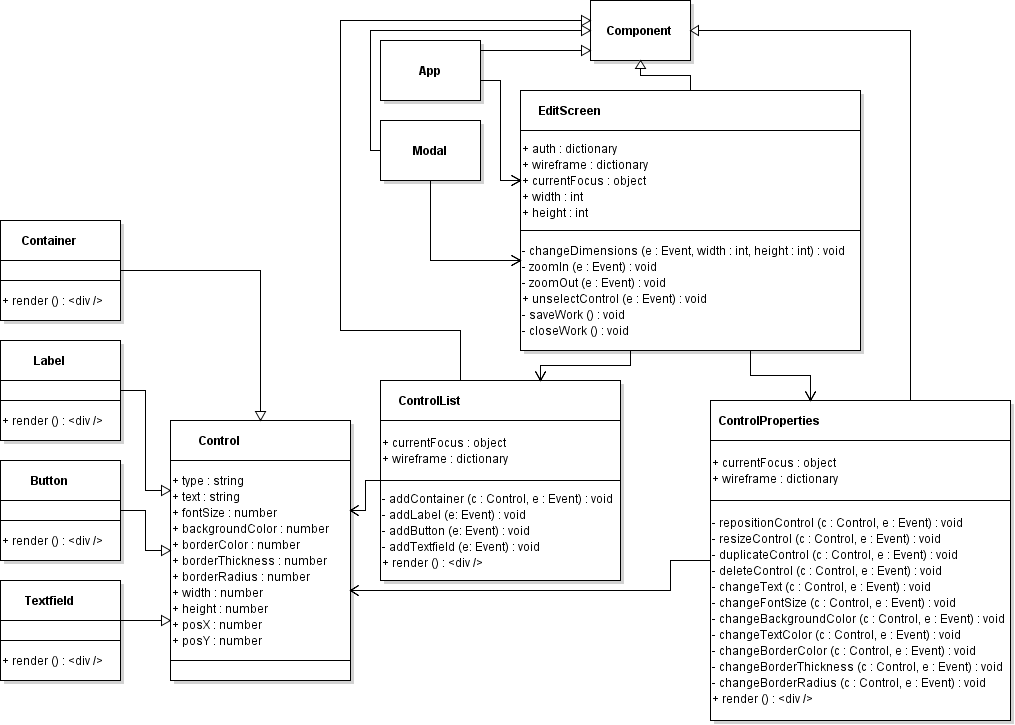 Component
App
EditScreen
+ auth : dictionary
+ wireframe : dictionary
+ currentFocus : object
+ width : int
+ height : int
- changeDimensions (e : Event, width : int, height : int) : void
- zoomIn (e : Event) : void
- zoomOut (e : Event) : void
+ unselectControl (e : Event) : void
- saveWork () : void
- closeWork () : void
Modal
Container
+ render () : <div />
Label
+ render () : <div />
Button
+ render () : <div />
Textfield
+ render () : <div />
Control
+ type : string
+ text : string
+ fontSize : number
+ backgroundColor : number
+ borderColor : number
+ borderThickness : number
+ borderRadius : number
+ width : number
+ height : number
+ posX : number
+ posY : number
ControlList
+ currentFocus : object
+ wireframe : dictionary
- addContainer (c : Control, e : Event) : void
- addLabel (e: Event) : void
- addButton (e: Event) : void
- addTextfield (e: Event) : void
+ render () : <div />
ControlProperties
+ currentFocus : object
+ wireframe : dictionary
- repositionControl (c : Control, e : Event) : void
- resizeControl (c : Control, e : Event) : void
- duplicateControl (c : Control, e : Event) : void
- deleteControl (c : Control, e : Event) : void
- changeText (c : Control, e : Event) : void
- changeFontSize (c : Control, e : Event) : void
- changeBackgroundColor (c : Control, e : Event) : void
- changeTextColor (c : Control, e : Event) : void
- changeBorderColor (c : Control, e : Event) : void
- changeBorderThickness (c : Control, e : Event) : void
- changeBorderRadius (c : Control, e : Event) : void
+ render () : <div />